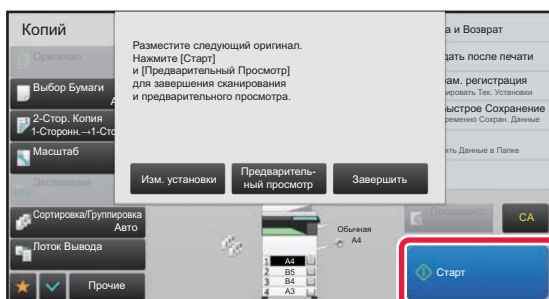 Копий
Оригинал
Выбор Бумаги
А
2-Стор. Копия
1-Сторонн.→1-Сто
Масштаб
Экспозиция
Сортировка/Группировка
Авто
Лоток Вывода
Прочие
Разместите следующий оригинал.
Нажмите [Старт]
и [Предварительный Просмотр]
для завершения сканирования
и предварительного просмотра.
Изм. установки
Предваритель-
ный просмотр
Завершить
а и Возврат
дать после печати
ам. регистрация
ировать Тек. Установки
ыстрое Сохранение
ременно Сохран. Данные
ить Данные в Папке
Обычная
A4
1 A4
2 B5
3 B4
4 A3
Предварит.
CA
Старт